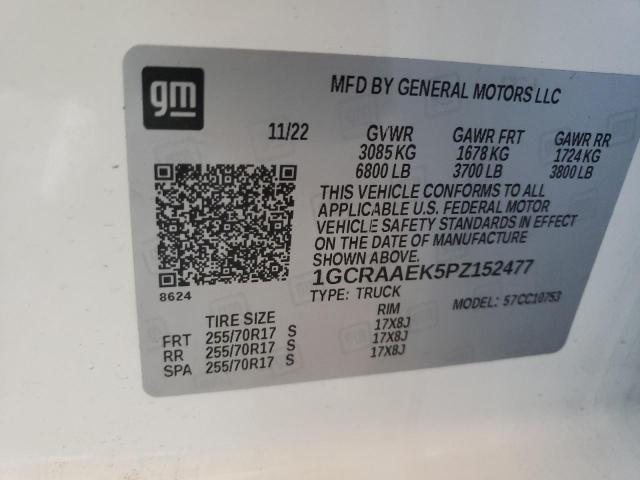 gm
MFD BY GENERAL MOTORS LLC
11/22 GVWR GAWR FRT GAWR RR
3085 KG 1678 KG 1724 KG
6800 LB 3700 LB 3800 LB
THIS VEHICLE CONFORMS TO ALL
APPLICABLE U.S. FEDERAL MOTOR
VEHICLE SAFETY STANDARDS IN EFFECT
ON THE DATE OF MANUFACTURE
SHOWN ABOVE.
1GCRAAEK5PZ152477
8624
TYPE: TRUCK MODEL: 57CC10753
TIRE SIZE RIM
FRT 255/70R17 S 17X8J
RR 255/70R17 S 17X8J
SPA 255/70R17 S 17X8J